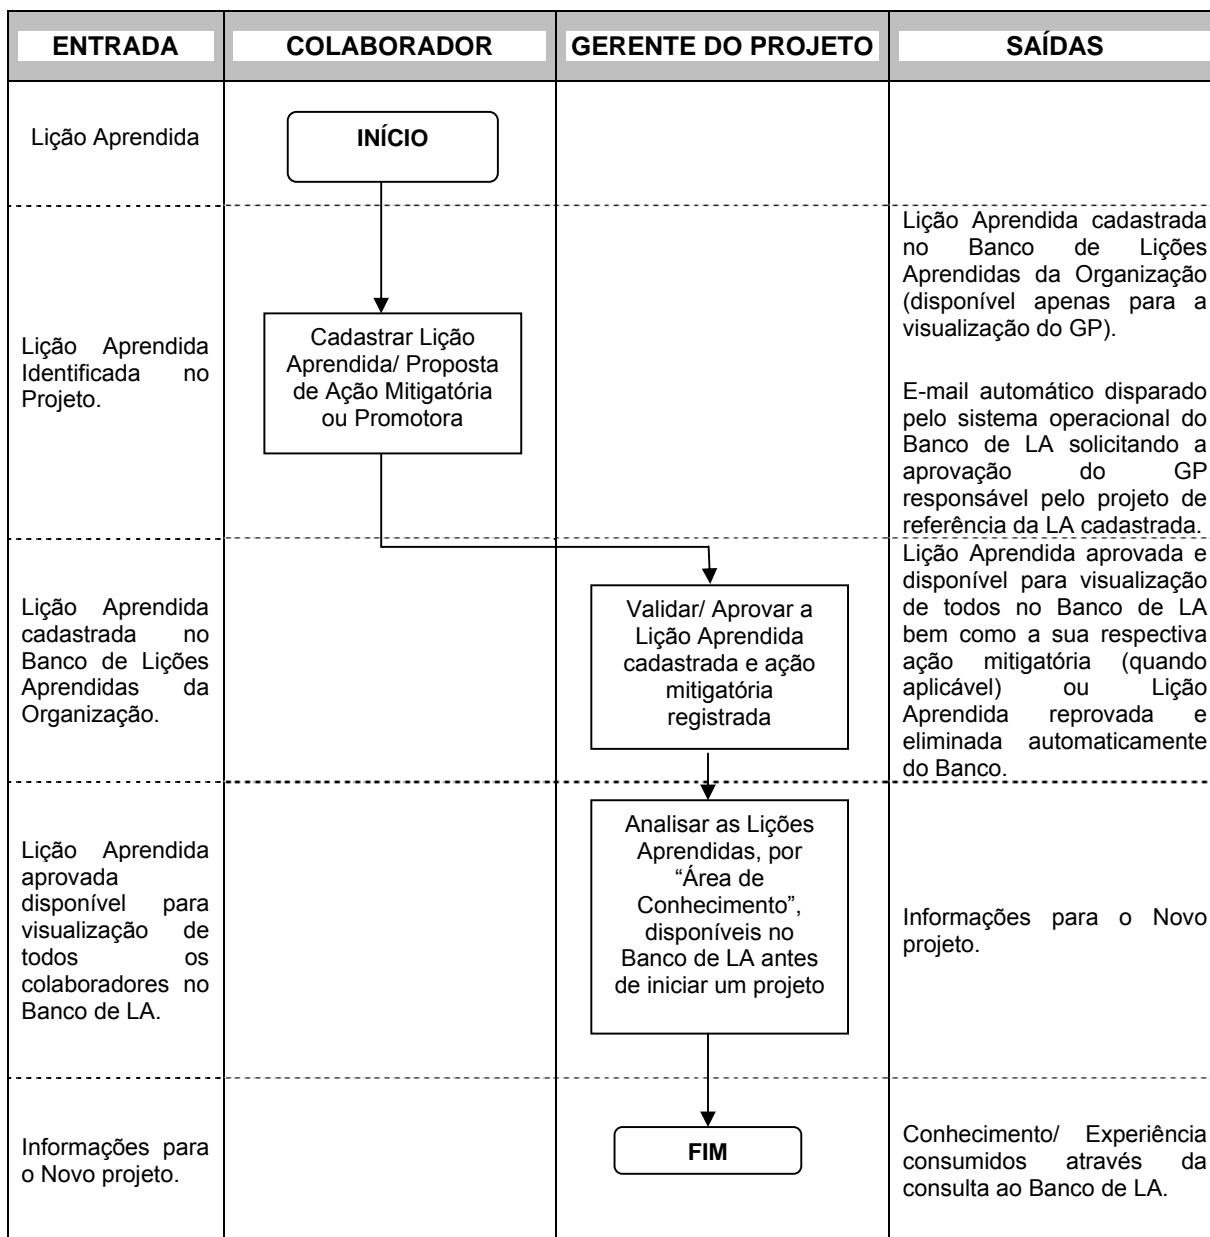 ENTRADA
COLABORADOR
GERENTE DO PROJETO
SAÍDAS
Lição Aprendida
INÍCIO
Lição Aprendida
Identificada no
Projeto.
Cadastrar Lição
Aprendida/ Proposta
de Ação Mitigatória
ou Promotora
Lição Aprendida cadastrada
no Banco de Lições
Aprendidas da Organização
(disponível apenas para a
visualização do GP).
E-mail automático disparado
pelo sistema operacional do
Banco de LA solicitando a
aprovação do GP
responsável pelo projeto de
referência da LA cadastrada.
Lição Aprendida
cadastrada no
Banco de Lições
Aprendidas da
Organização.
Validar/ Aprovar a
Lição Aprendida
cadastrada e ação
mitigatória
registrada
Lição Aprendida aprovada e
disponível para visualização
de todos no Banco de LA
bem como a sua respectiva
ação mitigatória (quando
aplicável) ou Lição
Aprendida reprovada e
eliminada automaticamente
do Banco.
Lição Aprendida
aprovada
disponível para
visualização de
todos os
colaboradores no
Banco de LA.
Analisar as Lições
Aprendidas, por
“Área de
Conhecimento”,
disponíveis no
Banco de LA antes
de iniciar um projeto
Informações para o Novo
projeto.
Informações para
o Novo projeto.
FIM
Conhecimento/ Experiência
consumidos através da
consulta ao Banco de LA.